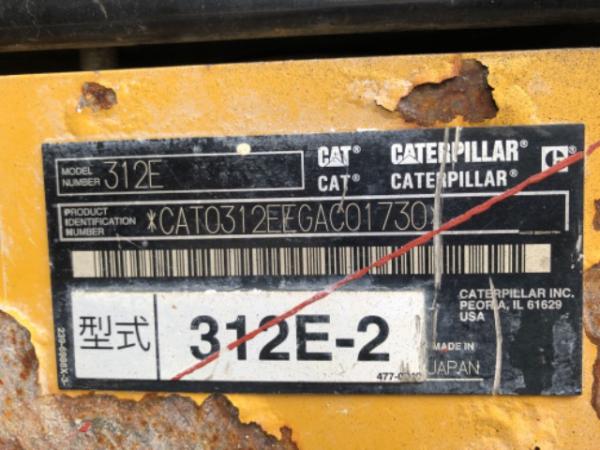 MODEL NUMBER 312E
CAT® CATERPILLAR®
CAT® CATERPILLAR®
PRODUCT IDENTIFICATION NUMBER *CAT0312EEGAC01730*
CATERPILLAR INC.
PEORIA, IL 61629
USA
型式 312E-2
MADE IN
JAPAN